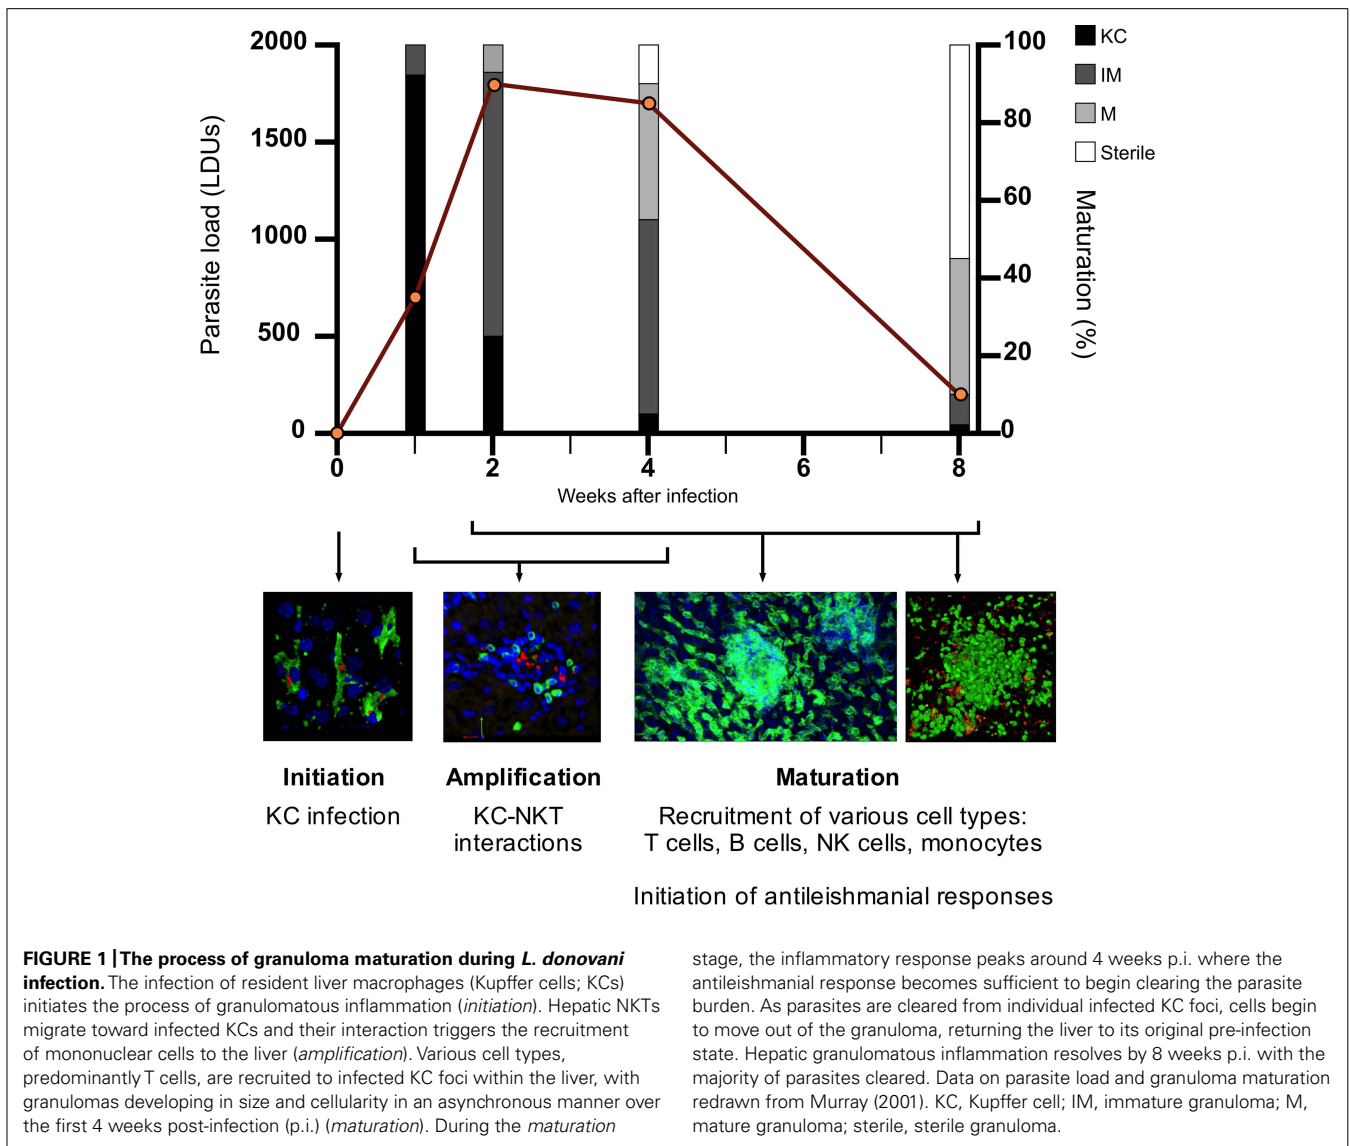 2000
1500
1000
500
0
Parasite load (LDUs)
100
80
60
40
20
0
Maturation (%)
KC
IM
M
Sterile
0
2
4
6
8
Weeks after infection
Initiation
KC infection
Amplification
KC-NKT
interactions
Maturation
Recruitment of various cell types:
T cells, B cells, NK cells, monocytes
Initiation of antileishmanial responses
FIGURE 1 | The process of granuloma maturation during L. donovani
infection. The infection of resident liver macrophages (Kupffer cells; KCs)
initiates the process of granulomatous inflammation (initiation). Hepatic NKTs
migrate toward infected KCs and their interaction triggers the recruitment
of mononuclear cells to the liver (amplification). Various cell types,
predominantly T cells, are recruited to infected KC foci within the liver, with
granulomas developing in size and cellularity in an asynchronous manner over
the first 4 weeks post-infection (p.i.) (maturation). During the maturation
stage, the inflammatory response peaks around 4 weeks p.i. where the
antileishmanial response becomes sufficient to begin clearing the parasite
burden. As parasites are cleared from individual infected KC foci, cells begin
to move out of the granuloma, returning the liver to its original pre-infection
state. Hepatic granulomatous inflammation resolves by 8 weeks p.i. with the
majority of parasites cleared. Data on parasite load and granuloma maturation
redrawn from Murray (2001). KC, Kupffer cell; IM, immature granuloma; M,
mature granuloma; sterile, sterile granuloma.